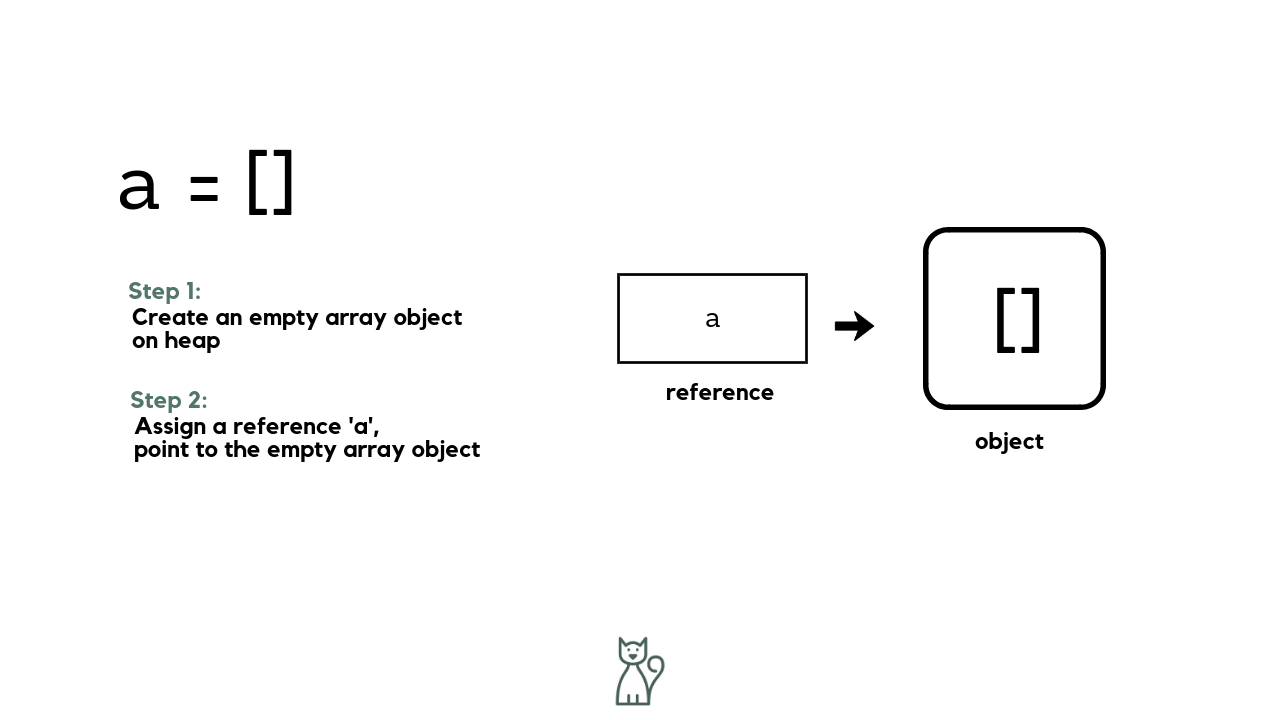 a = []
Step 1:
Create an empty array object
on heap
Step 2:
Assign a reference 'a',
point to the empty array object
a
reference
[]
object